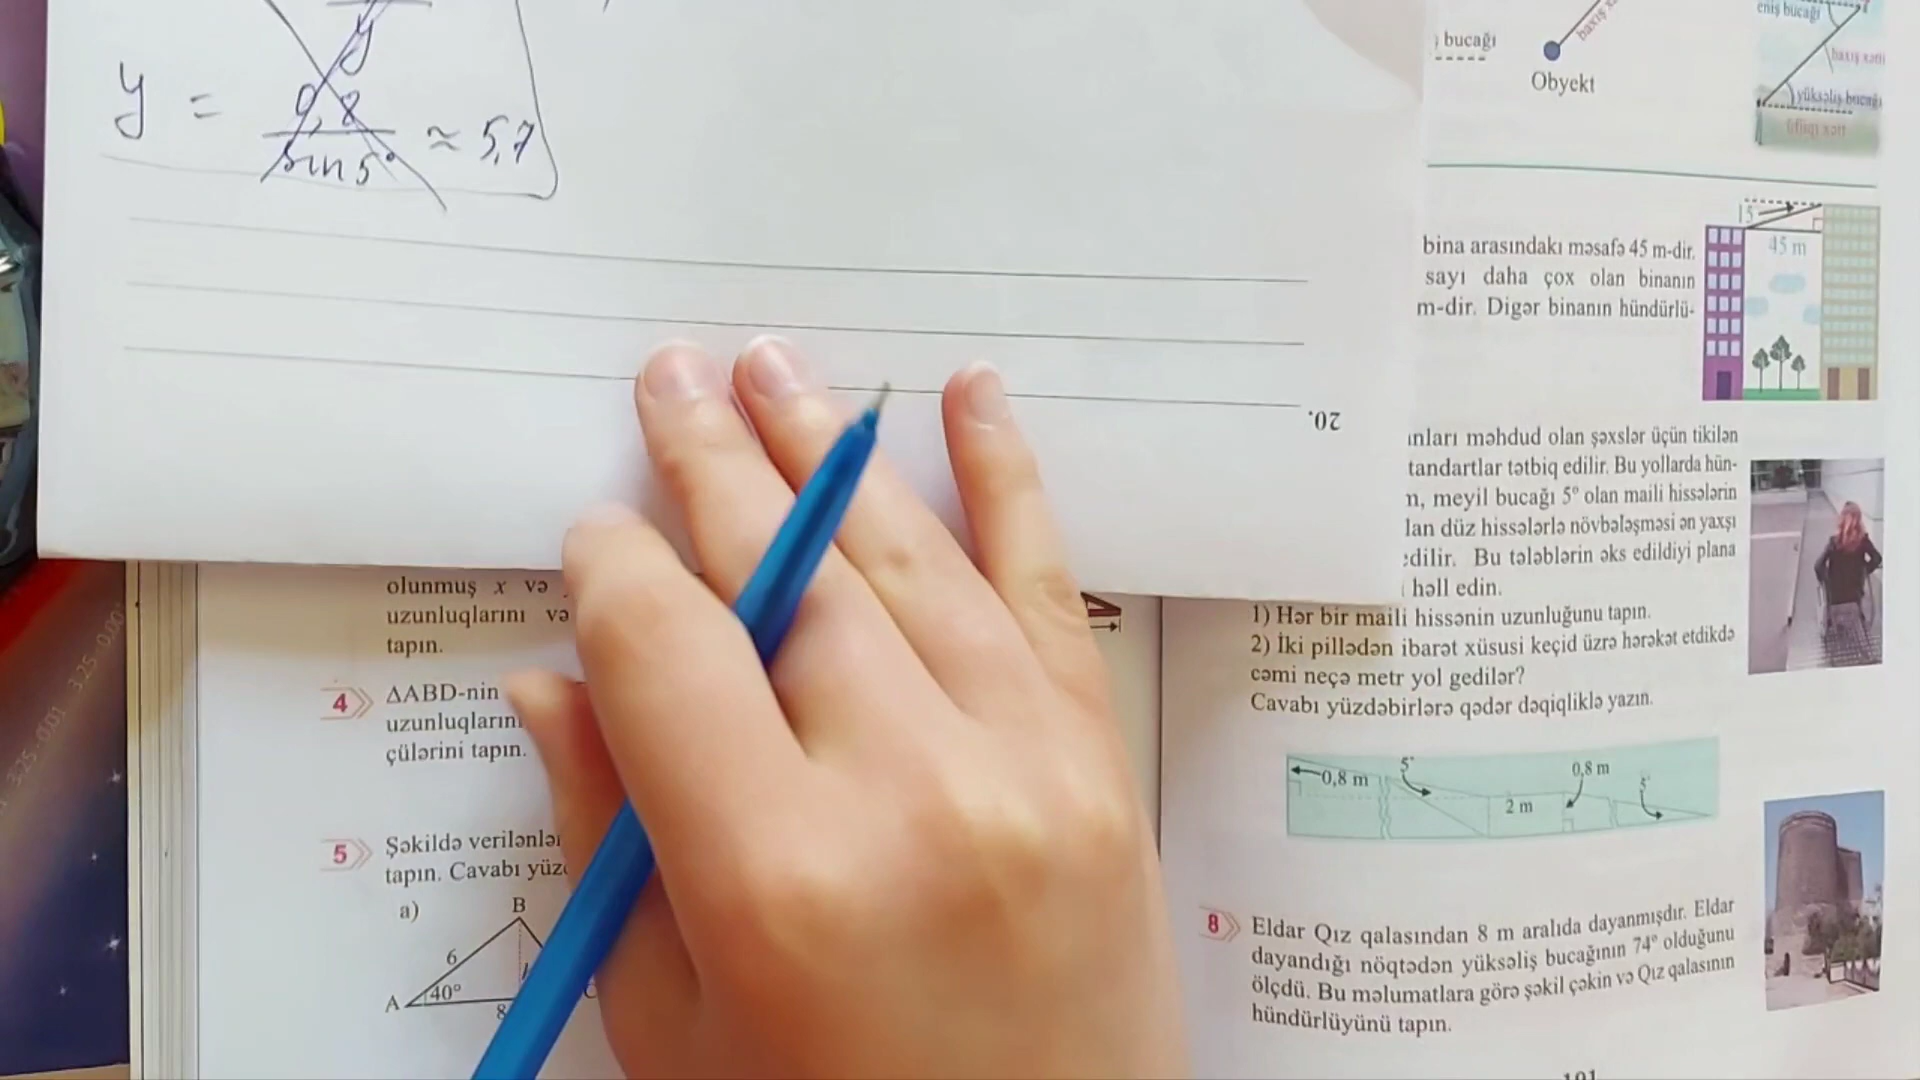 y
y = 0,8 / sin 5° ≈ 5,7
20.
eniş bucağı
bucağı
baxış
baxış xətti
Obyekt
yüksəliş bucağı
üfüqi xətt
15°
45 m
bina arasındakı məsafə 45 m-dir.
sayı daha çox olan binanın
m-dir. Digər binanın hündürlü-
məhdud olan şəxslər üçün tikilən
tətbiq edilir. Bu yollarda hün-
meyil bucağı 5° olan maili hissələrin
düz hissələrlə növbələşməsi ən yaxşı
Bu tələblərin əks edildiyi plana
həll edin.
1) Hər bir maili hissənin uzunluğunu tapın.
2) İki pillədən ibarət xüsusi keçid üzrə hərəkət etdikdə
cəmi neçə metr yol gedilər?
Cavabı yüzdəbirlərə qədər dəqiqliklə yazın.
0,8 m
5°
2 m
0,8 m
5°
8 Eldar Qız qalasından 8 m aralıda dayanmışdır. Eldar
dayandığı nöqtədən yüksəliş bucağının 74° olduğunu
ölçdü. Bu məlumatlara görə şəkil çəkin və Qız qalasının
hündürlüyünü tapın.
olunmuş x və
uzunluqlarını və
tapın.
4 ΔABD-nin
uzunluqların
çülərini tapın.
5 Şəkildə verilənlər
tapın. Cavabı yüz
a)
B
6
A 40°
8
C